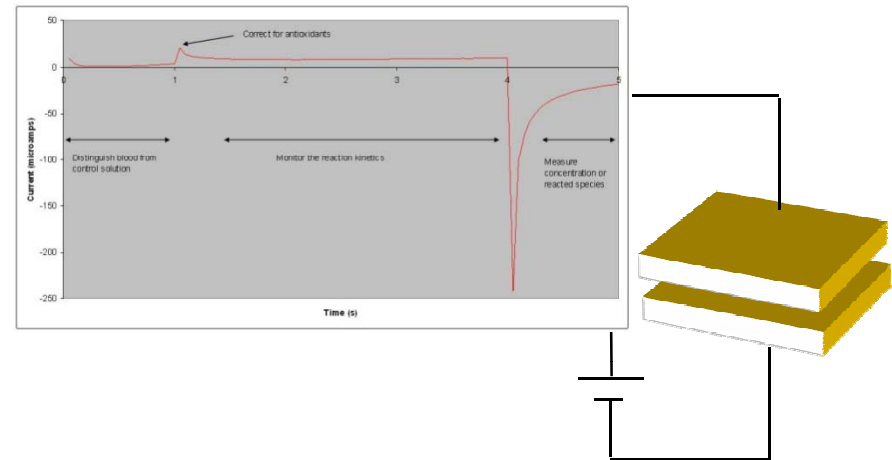 50
Correct for antioxidants
0
0
1
2
3
4
5
-50
Distinguish blood from
control solution
Monitor the reaction kinetics
Measure
concentration or
reacted species
-100
-150
-200
-250
Current (microamps)
Time (s)